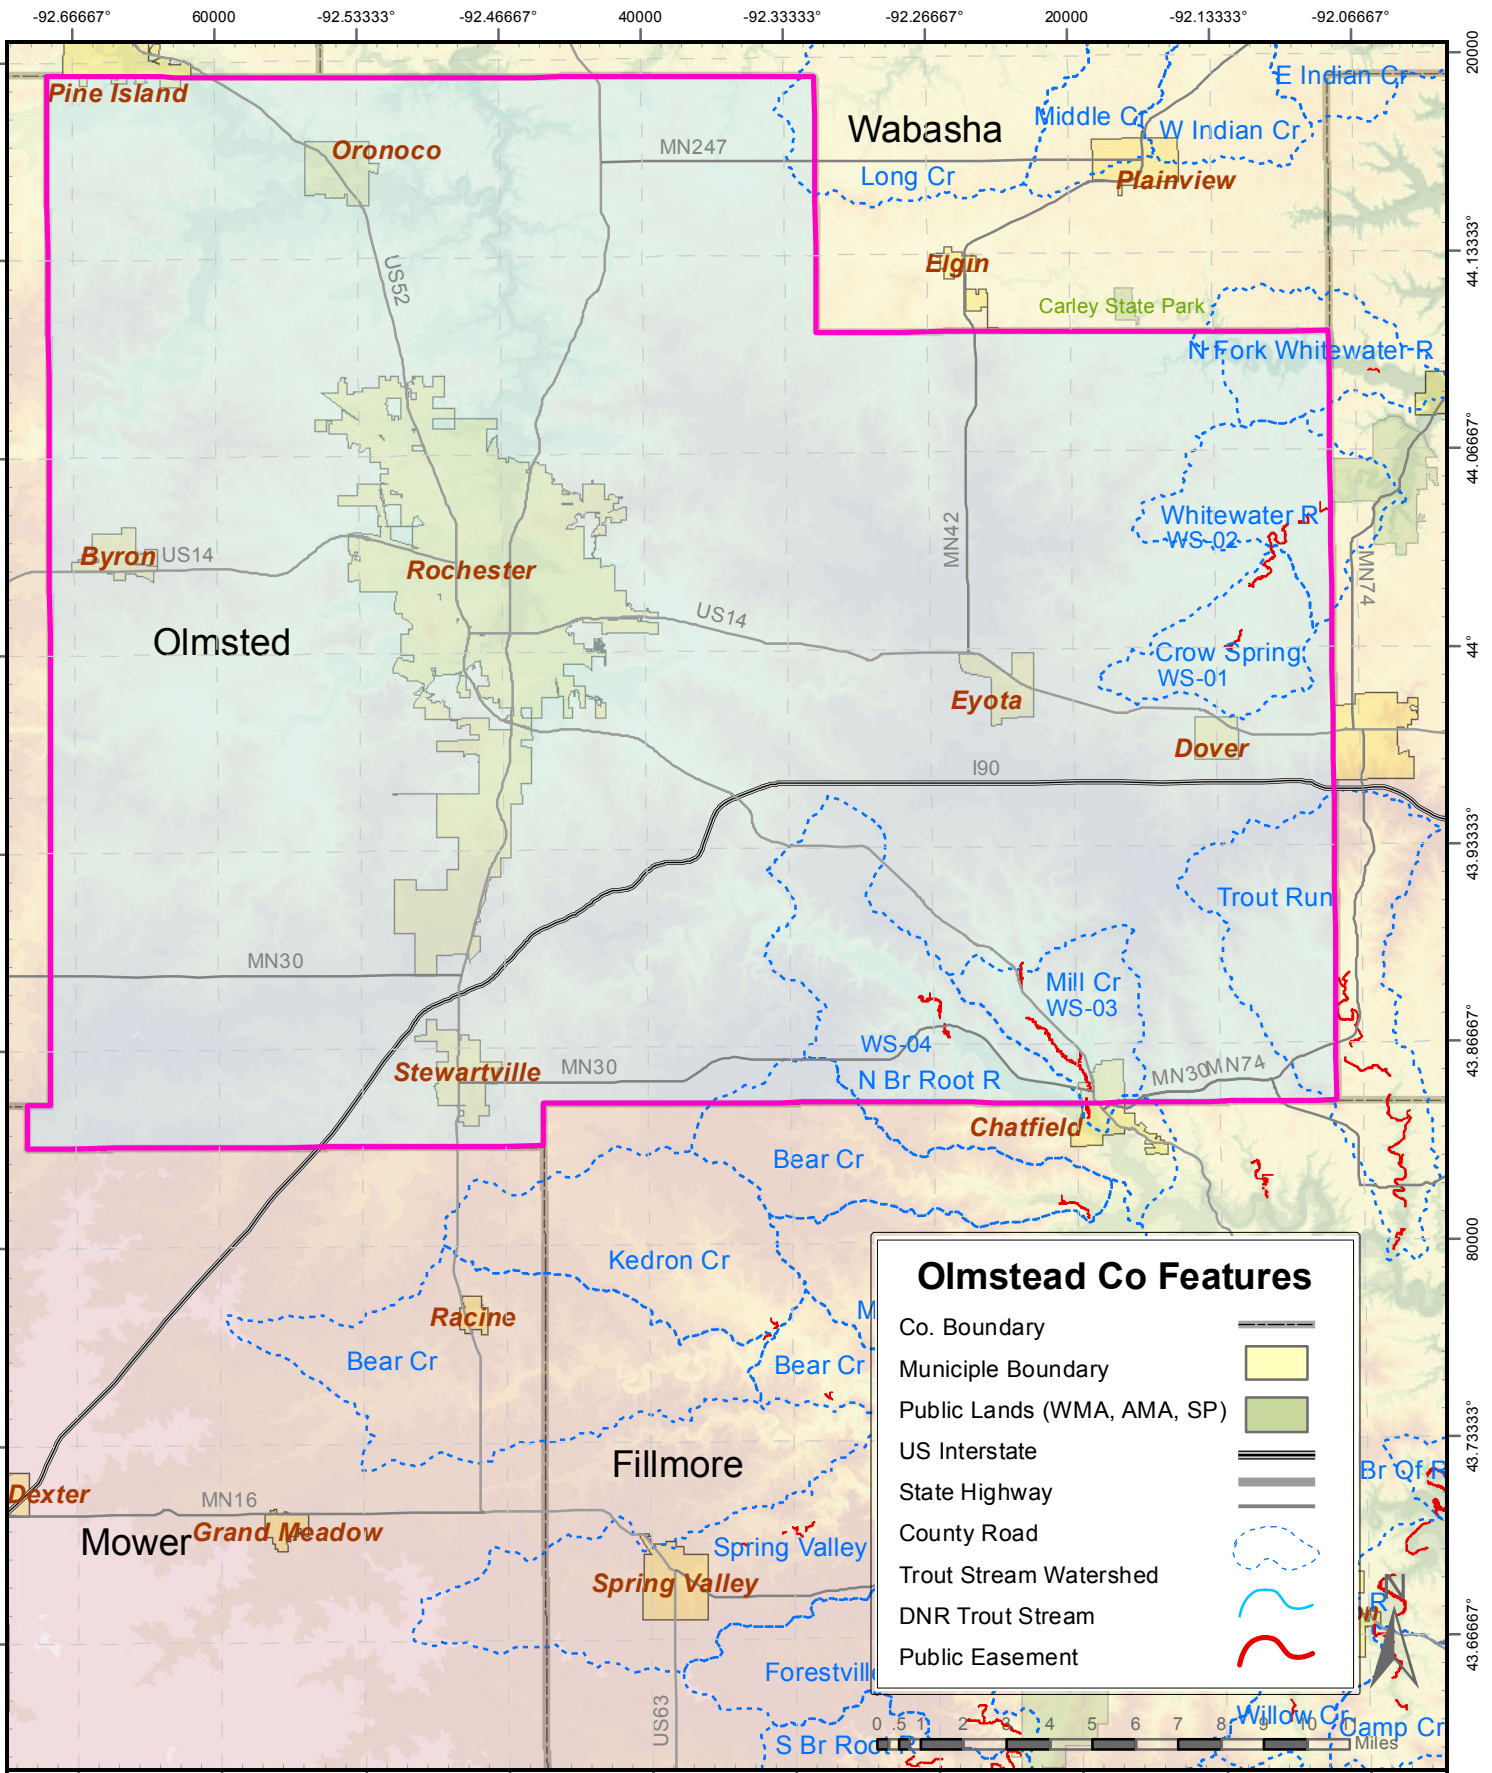 -92.66667°
60000
-92.53333°
-92.46667°
40000
-92.33333°
-92.26667°
20000
-92.13333°
-92.06667°
20000
44.13333°
44.06667°
44°
43.93333°
43.86667°
80000
43.73333°
43.66667°
Pine Island
Oronoco
MN247
Wabasha
Middle Cr
E Indian Cr
W Indian Cr
Long Cr
Plainview
US52
Elgin
Carley State Park
N Fork Whitewater R
Whitewater R
WS-02
MN42
MN74
Byron
US14
Rochester
US14
Olmsted
Crow Spring
WS-01
Eyota
Dover
I90
Trout Run
MN30
Mill Cr
WS-03
WS-04
N Br Root R
Stewartville
MN30
MN30
MN74
Chatfield
Bear Cr
Kedron Cr
Racine
Bear Cr
Bear Cr
M
Fillmore
Dexter
MN16
Mower
Grand Meadow
Spring Valley
Spring Valley
Forestville
US63
S Br Root R
Willow Cr
Camp Cr
Br Of R
R
on
N
Olmstead Co Features
Co. Boundary
Municiple Boundary
Public Lands (WMA, AMA, SP)
US Interstate
State Highway
County Road
Trout Stream Watershed
DNR Trout Stream
Public Easement
0 .5 1 2 3 4 5 6 7 8 9 10 11
Miles